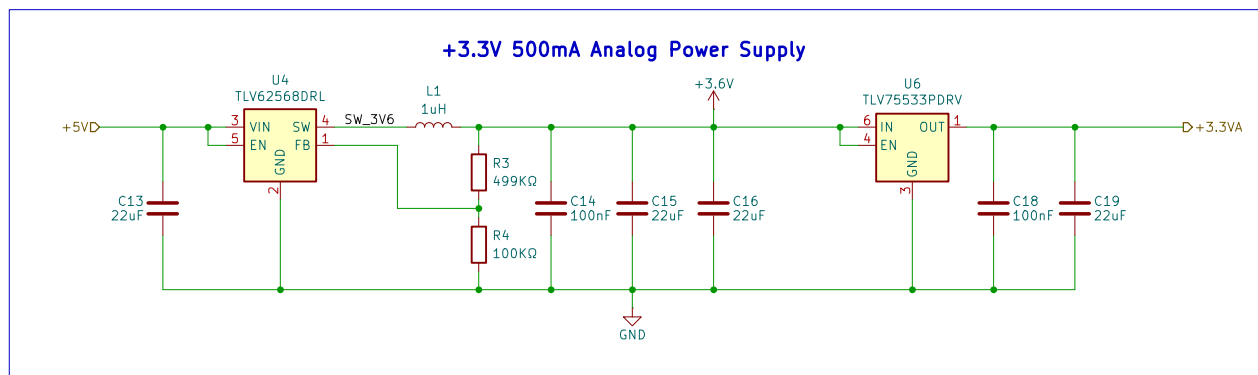 +3.3V 500mA Analog Power Supply
U4
TLV62568DRL
L1
1uH
+3.6V
U6
TLV75533PDRV
+5V
3 VIN SW 4
SW_3V6
5 EN FB 1
GND
2
6 IN OUT 1
4 EN
GND
3
+3.3VA
R3
499KΩ
C13
22uF
C14
100nF
C15
22uF
C16
22uF
C18
100nF
C19
22uF
R4
100KΩ
GND